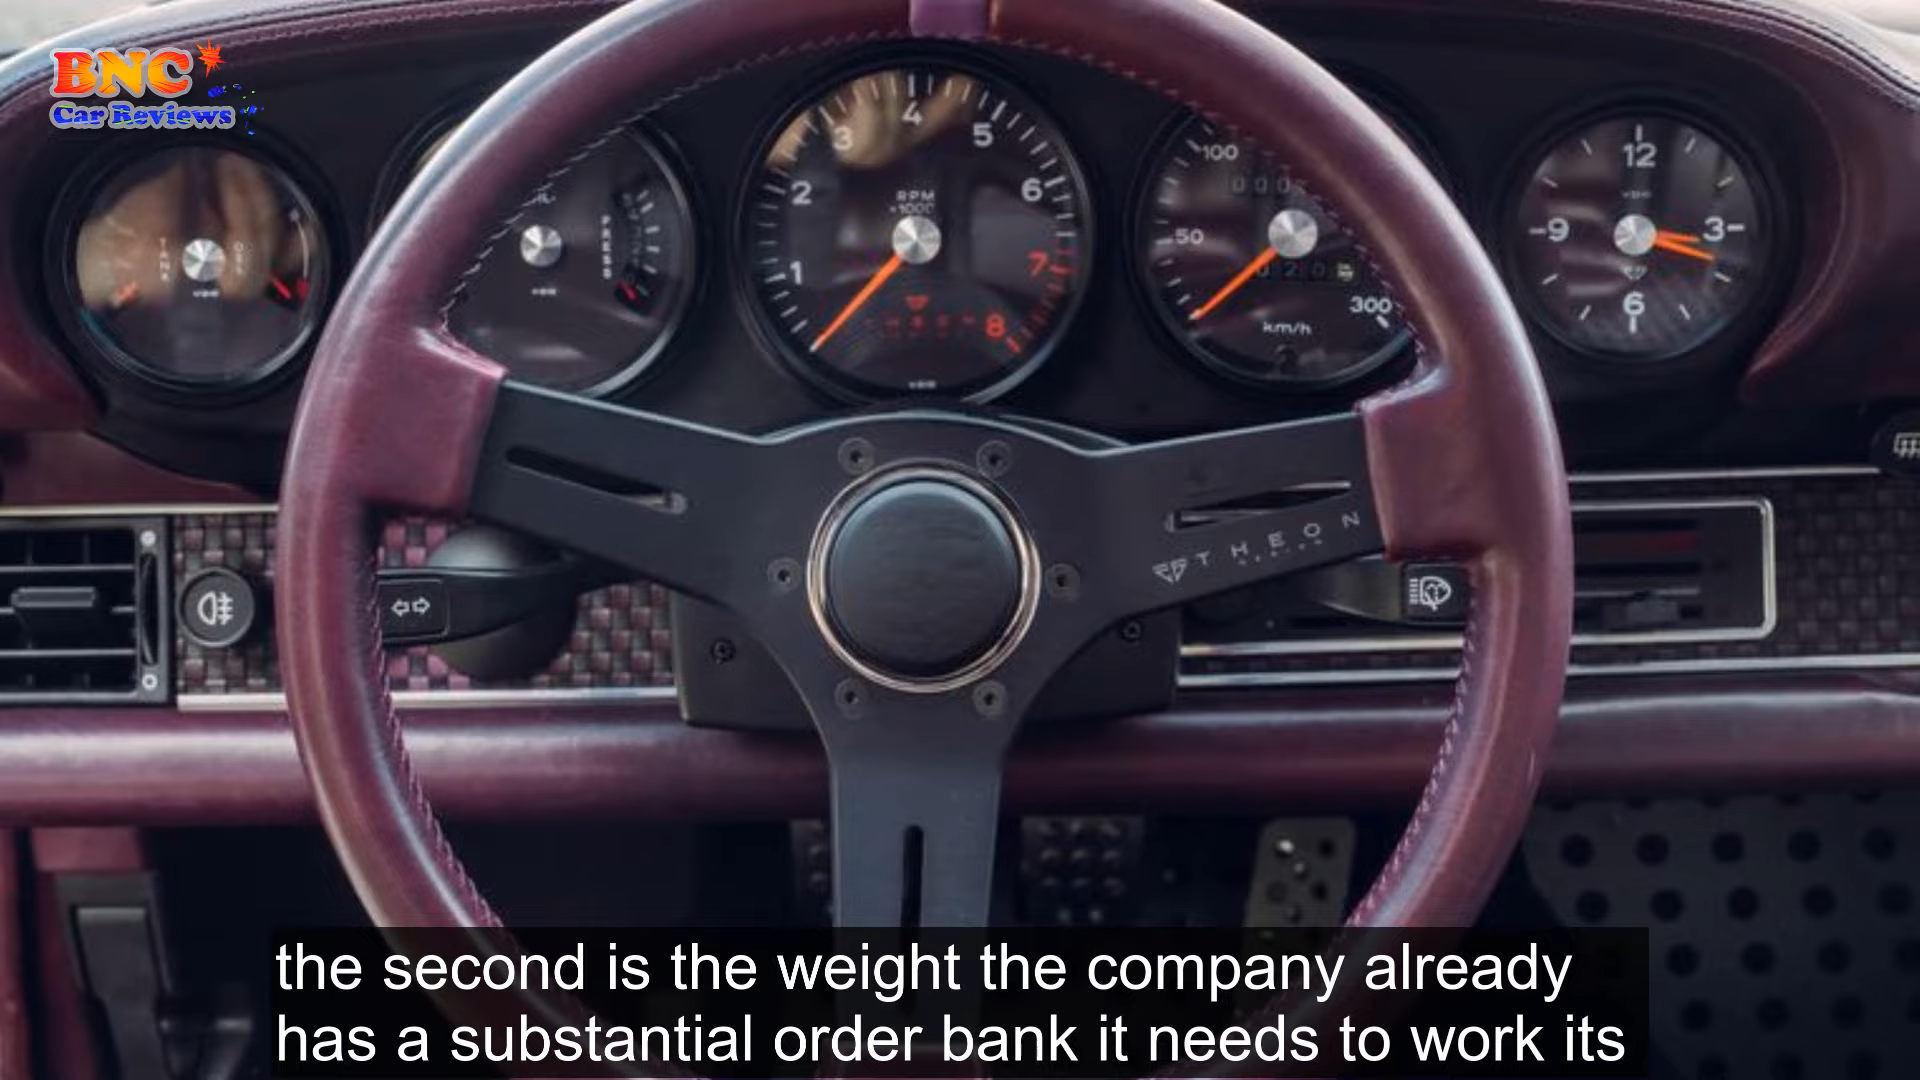 BNC
Car Reviews
4
3
5
2
6
RPM
×1000
1
7
8
VDO
100
50
300
km/h
12
9
3
6
THEON
the second is the weight the company already
has a substantial order bank it needs to work its